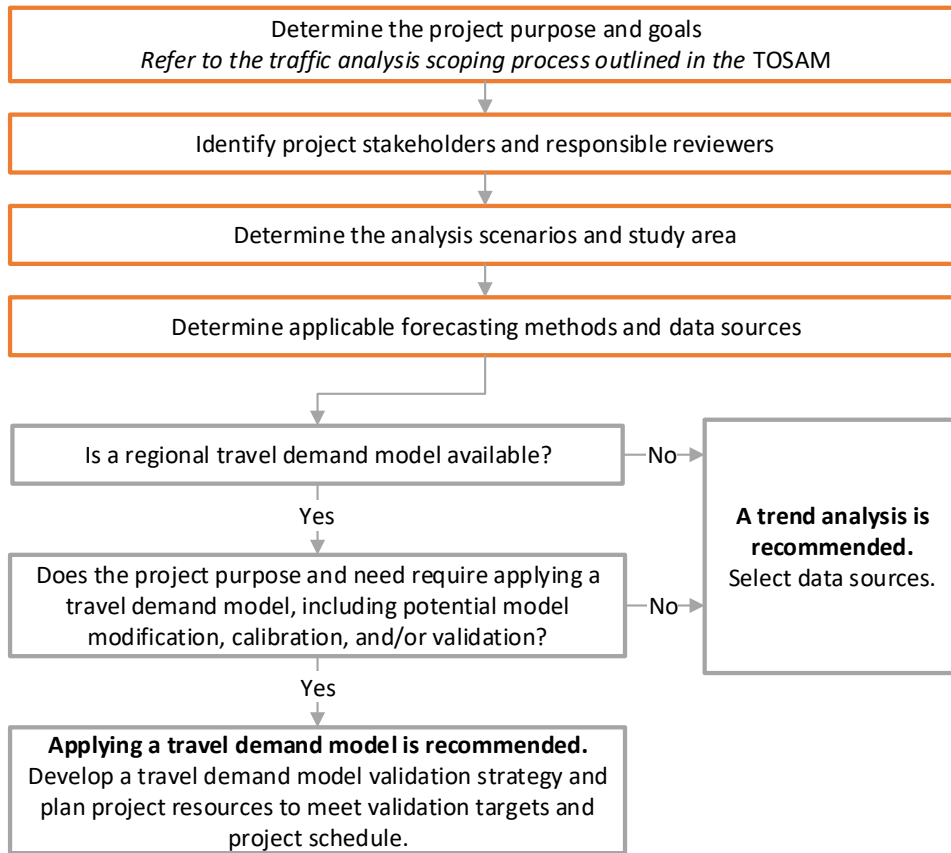 Determine the project purpose and goals
Refer to the traffic analysis scoping process outlined in the TOSAM
Identify project stakeholders and responsible reviewers
Determine the analysis scenarios and study area
Determine applicable forecasting methods and data sources
Is a regional travel demand model available?
No
Yes
A trend analysis is
recommended.
Select data sources.
Does the project purpose and need require applying a
travel demand model, including potential model
modification, calibration, and/or validation?
No
Yes
Applying a travel demand model is recommended.
Develop a travel demand model validation strategy and
plan project resources to meet validation targets and
project schedule.